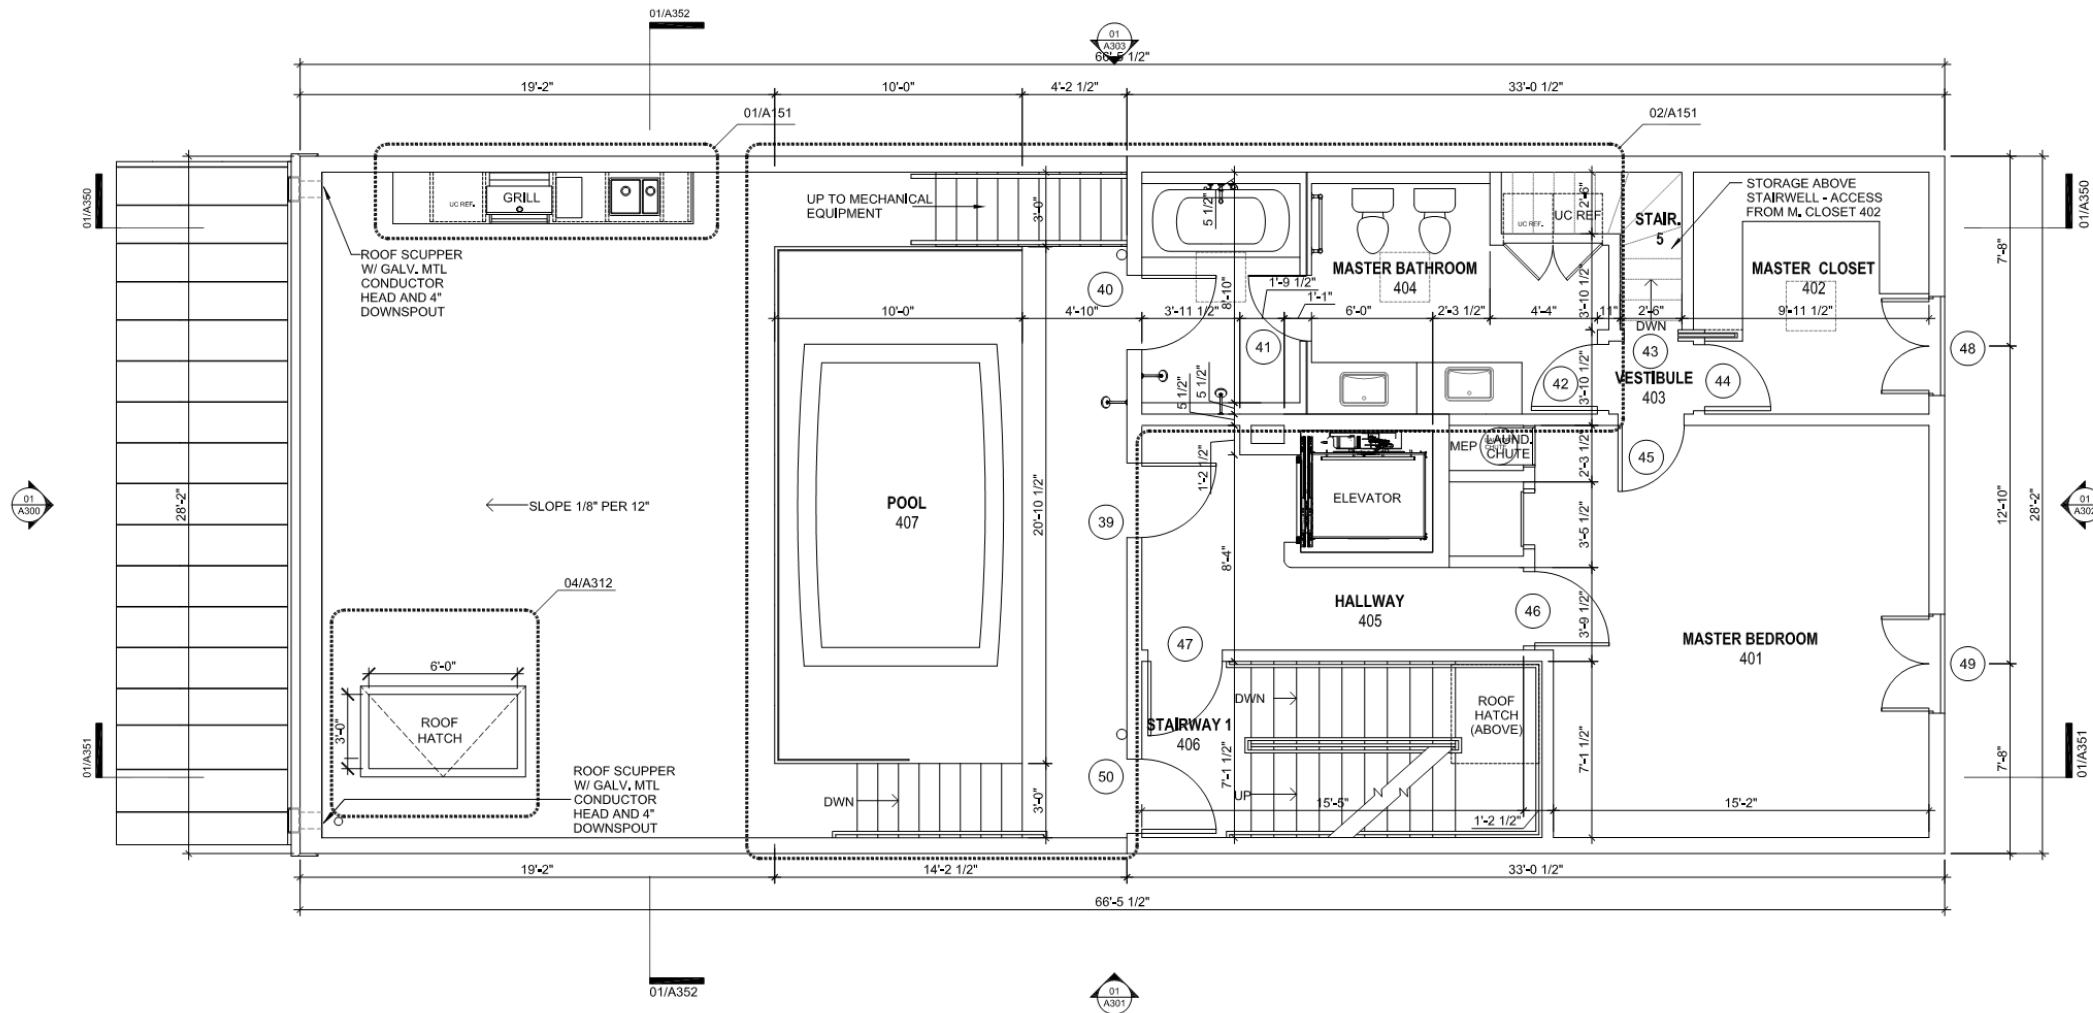 01/A352
01
A303
66'-5 1/2"
19'-2"
10'-0"
4'-2 1/2"
33'-0 1/2"
01/A151
02/A151
01/A350
01/A350
28'-2"
UC REF.
GRILL
ROOF SCUPPER
W/ GALV. MTL
CONDUCTOR
HEAD AND 4"
DOWNSPOUT
UP TO MECHANICAL
EQUIPMENT
3'-0"
5 1/2"
UC REF.
UC REF
2'-6"
STAIR.
5
STORAGE ABOVE
STAIRWELL - ACCESS
FROM M. CLOSET 402
7'-8"
MASTER BATHROOM
404
MASTER CLOSET
402
40
8'-10"
1'-9 1/2"
1'-1"
3'-10 1/2"
10'-0"
4'-10"
3'-11 1/2"
6'-0"
2'-3 1/2"
4'-4"
11"
2'-6"
9'-11 1/2"
DWN
41
43
48
42
VESTIBULE
403
44
3'-10 1/2"
5 1/2"
5 1/2"
MEP
LAUND.
CHUTE
45
2'-3 1/2"
1'-2 1/2"
01
A300
SLOPE 1/8" PER 12"
POOL
407
20'-10 1/2"
39
ELEVATOR
3'-5 1/2"
12'-10"
28'-2"
01
A302
8'-4"
04/A312
HALLWAY
405
46
3'-9 1/2"
47
MASTER BEDROOM
401
49
6'-0"
3'-0"
ROOF
HATCH
DWN
ROOF
HATCH
(ABOVE)
STAIRWAY 1
406
7'-1 1/2"
7'-1 1/2"
01/A351
01/A351
7'-8"
ROOF SCUPPER
W/ GALV. MTL
CONDUCTOR
HEAD AND 4"
DOWNSPOUT
DWN
3'-0"
50
UP
15'-5"
1'-2 1/2"
15'-2"
N
N
19'-2"
14'-2 1/2"
33'-0 1/2"
66'-5 1/2"
01/A352
01
A301